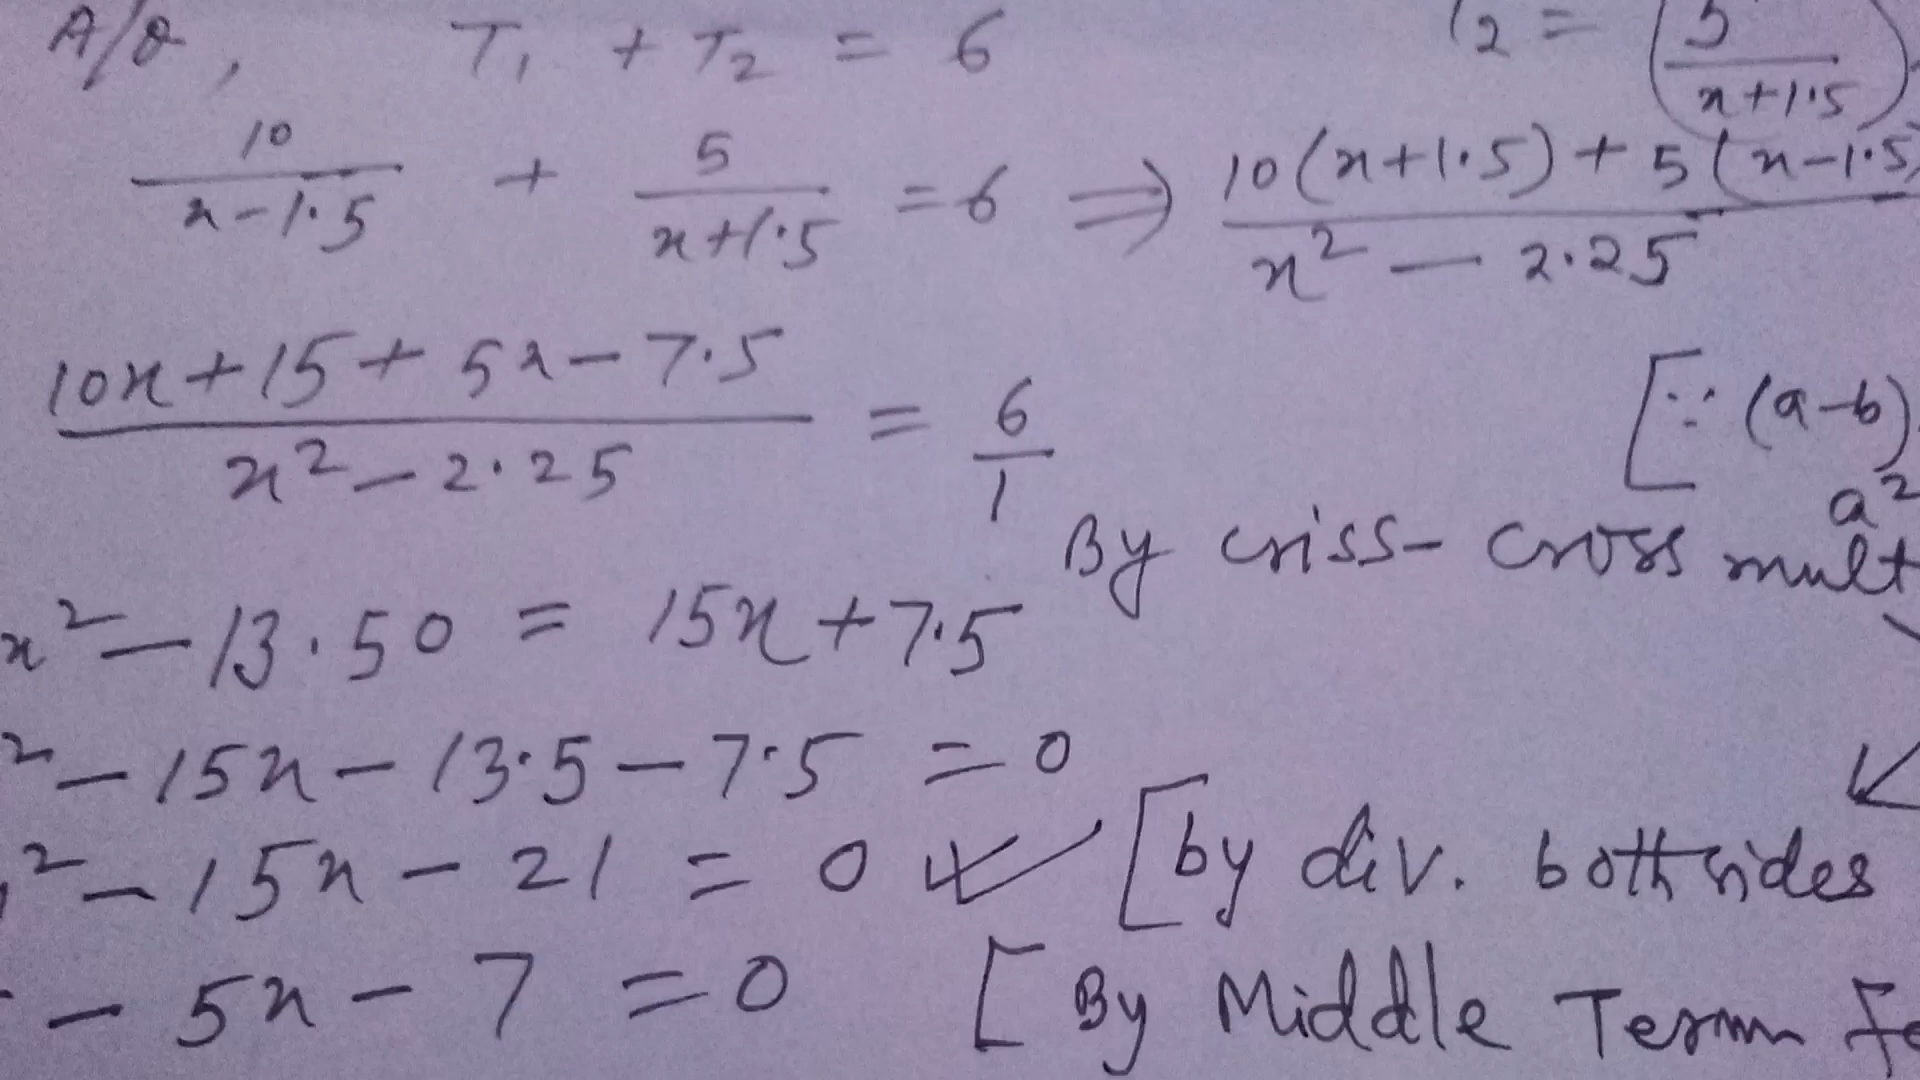 A/Q, T₁ + T₂ = 6
₂ = (5/(x+1.5))
10/(x-1.5) + 5/(x+1.5) = 6 ⇒ (10(x+1.5) + 5(x-1.5))/(x² - 2.25)
(10x + 15 + 5x - 7.5)/(x² - 2.25) = 6/1
[∵ (a-b)
a²
By criss-cross mult
x² - 13.50 = 15x + 7.5
² - 15x - 13.5 - 7.5 = 0
² - 15x - 21 = 0 [by div. both sides
- 5x - 7 = 0 [By Middle Term